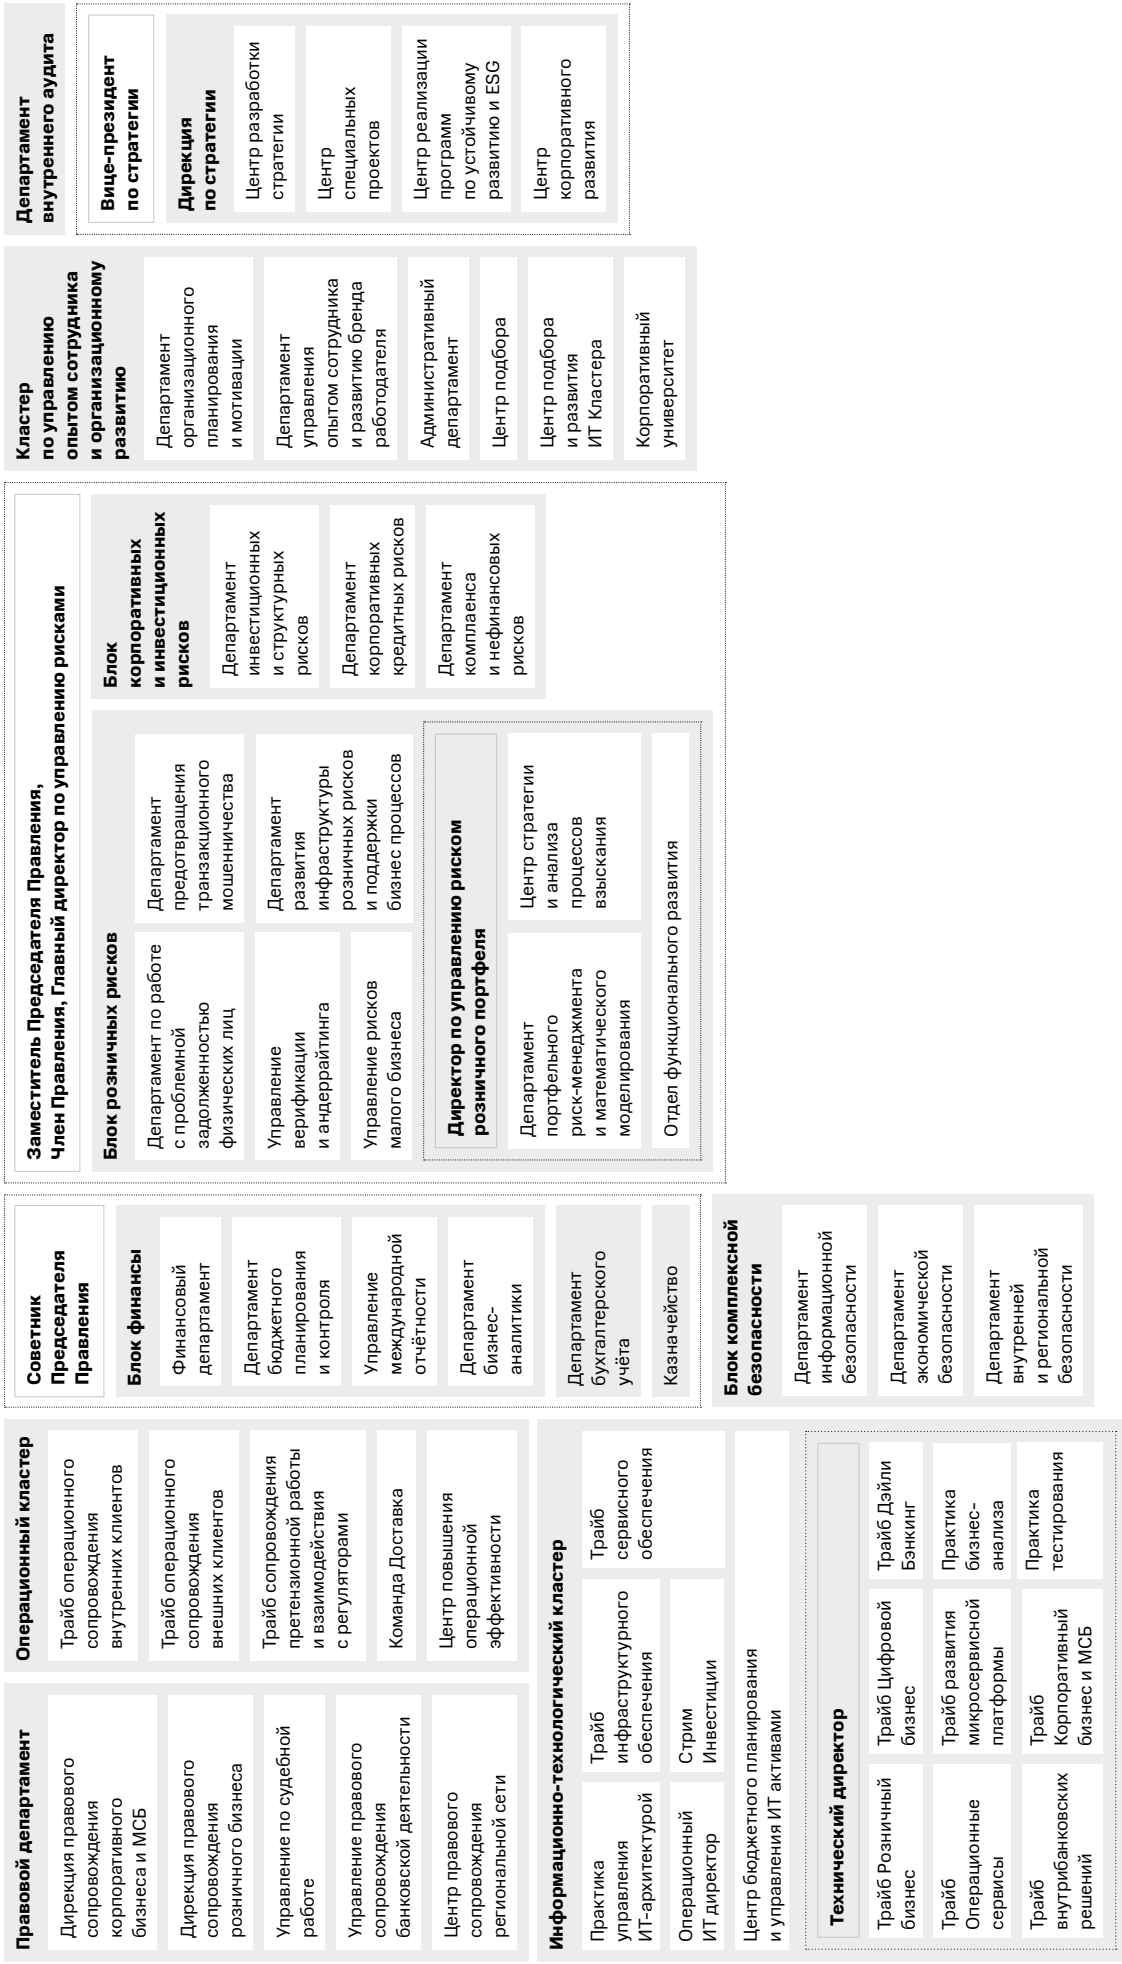 Правовой департамент
Дирекция правового
сопровождения
корпоративного
бизнеса и МСБ
Дирекция правового
сопровождения
розничного бизнеса
Управление по судебной
работе
Управление правового
сопровождения
банковской деятельности
Центр правового
сопровождения
региональной сети
Операционный кластер
Трайб операционного
сопровождения
внутренних клиентов
Трайб операционного
сопровождения
внешних клиентов
Трайб сопровождения
претензионной работы
и взаимодействия
с регуляторами
Команда Доставка
Центр повышения
операционной
эффективности
Информационно-технологический кластер
Практика
управления
ИТ-архитектурой
Трайб
инфраструктурного
обеспечения
Трайб
сервисного
обеспечения
Операционный
ИТ директор
Стрим
Инвестиции
Центр бюджетного планирования
и управления ИТ активами
Технический директор
Трайб Розничный
бизнес
Трайб Цифровой
бизнес
Трайб Дэйли
Бэнкинг
Трайб
Операционные
сервисы
Трайб развития
микросервисной
платформы
Практика
бизнес-
анализа
Трайб
внутрибанковских
решений
Трайб
Корпоративный
бизнес и МСБ
Практика
тестирования
Советник
Председателя
Правления
Блок финансы
Финансовый
департамент
Департамент
бюджетного
планирования
и контроля
Управление
международной
отчётности
Департамент
бизнес-
аналитики
Департамент
бухгалтерского
учёта
Казначейство
Блок комплексной
безопасности
Департамент
информационной
безопасности
Департамент
экономической
безопасности
Департамент
внутренней
и региональной
безопасности
Заместитель Председателя Правления,
Член Правления, Главный директор по управлению рисками
Блок розничных рисков
Департамент по работе
с проблемной
задолженностью
физических лиц
Департамент
предотвращения
транзакционного
мошенничества
Управление
верификации
и андеррайтинга
Департамент
развития
инфраструктуры
розничных рисков
и поддержки
бизнес процессов
Управление рисков
малого бизнеса
Директор по управлению риском
розничного портфеля
Департамент
портфельного
риск-менеджмента
и математического
моделирования
Центр стратегии
и анализа
процессов
взыскания
Отдел функционального развития
Блок
корпоративных
и инвестиционных
рисков
Департамент
инвестиционных
и структурных
рисков
Департамент
корпоративных
кредитных рисков
Департамент
комплаенса
и нефинансовых
рисков
Кластер
по управлению
опытом сотрудника
и организационному
развитию
Департамент
организационного
планирования
и мотивации
Департамент
управления
опытом сотрудника
и развитию бренда
работодателя
Административный
департамент
Центр подбора
Центр подбора
и развития
ИТ Кластера
Корпоративный
университет
Департамент
внутреннего аудита
Вице-президент
по стратегии
Дирекция
по стратегии
Центр разработки
стратегии
Центр
специальных
проектов
Центр реализации
программ
по устойчивому
развитию и ESG
Центр
корпоративного
развития